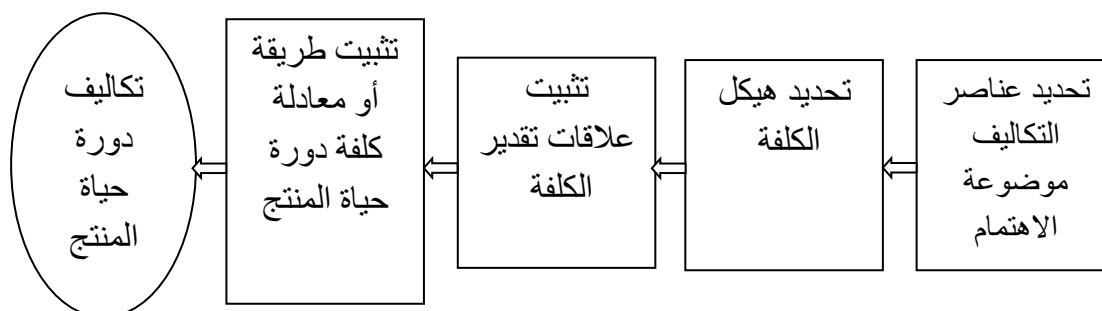 تحديد عناصر
التكاليف
موضوعة
الاهتمام
تحديد هيكل
الكلفة
تثبيت
علاقات تقدير
الكلفة
تثبيت طريقة
أو معادلة
كلفة دورة
حياة المنتج
تكاليف
دورة
حياة
المنتج